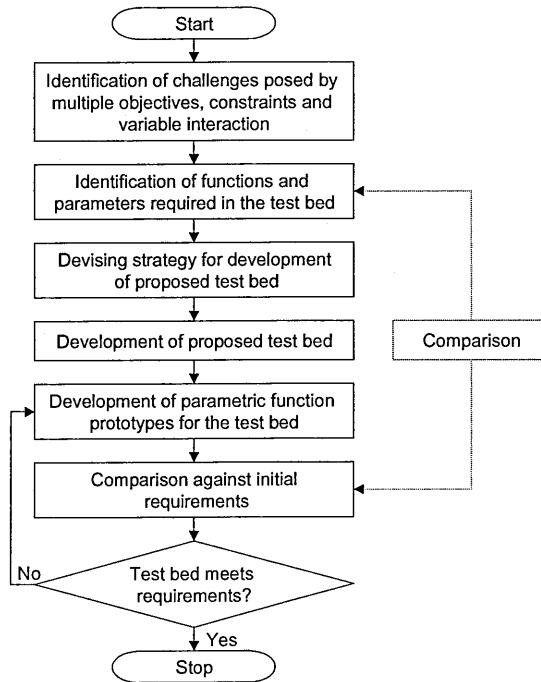 Start
Identification of challenges posed by
multiple objectives, constraints and
variable interaction
Identification of functions and
parameters required in the test bed
Devising strategy for development
of proposed test bed
Development of proposed test bed
Comparison
Development of parametric function
prototypes for the test bed
Comparison against initial
requirements
Test bed meets
requirements?
No
Yes
Stop